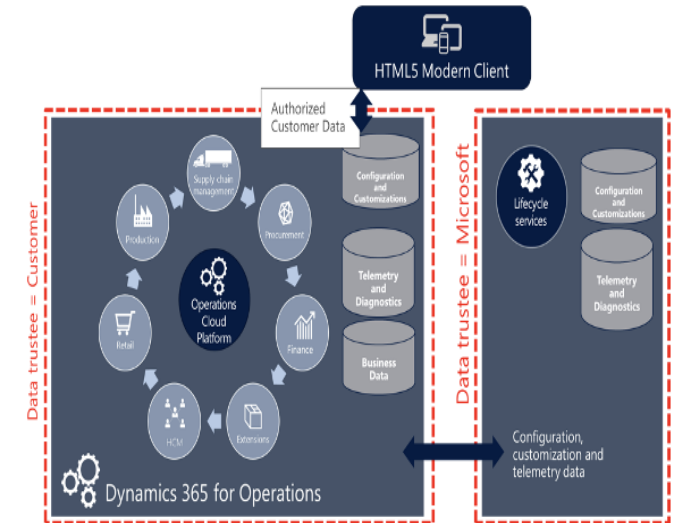 HTML5 Modern Client
Authorized
Customer Data
Data trustee = Customer
Supply chain
management
Procurement
Finance
Extensions
HCM
Retail
Production
Operations
Cloud
Platform
Configuration
and
Customizations
Telemetry
and
Diagnostics
Business
Data
Dynamics 365 for Operations
Data trustee = Microsoft
Lifecycle
services
Configuration
and
Customizations
Telemetry
and
Diagnostics
Configuration,
customization and
telemetry data